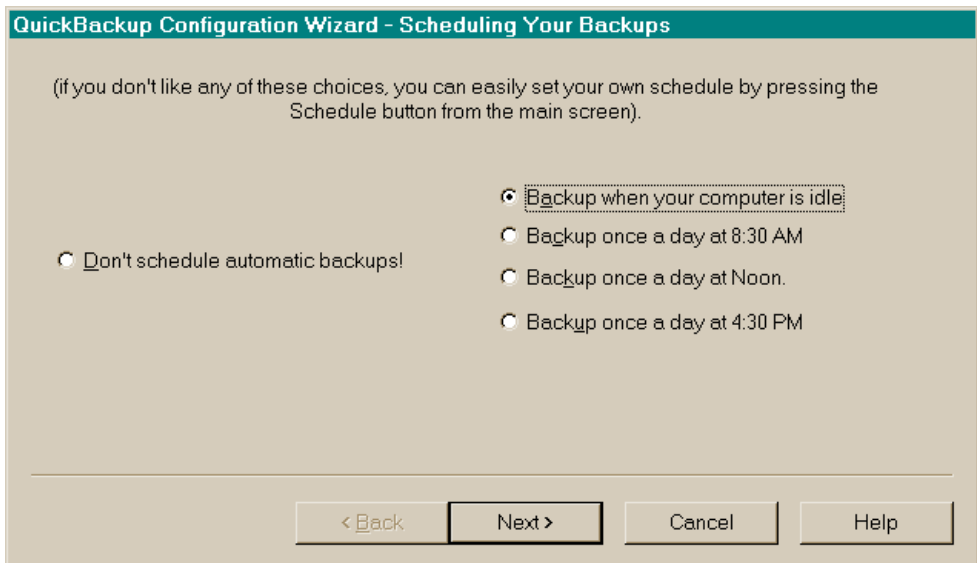 QuickBackup Configuration Wizard - Scheduling Your Backups
(if you don't like any of these choices, you can easily set your own schedule by pressing the
Schedule button from the main screen).
Don't schedule automatic backups!
Backup when your computer is idle
Backup once a day at 8:30 AM
Backup once a day at Noon.
Backup once a day at 4:30 PM
< Back Next > Cancel Help